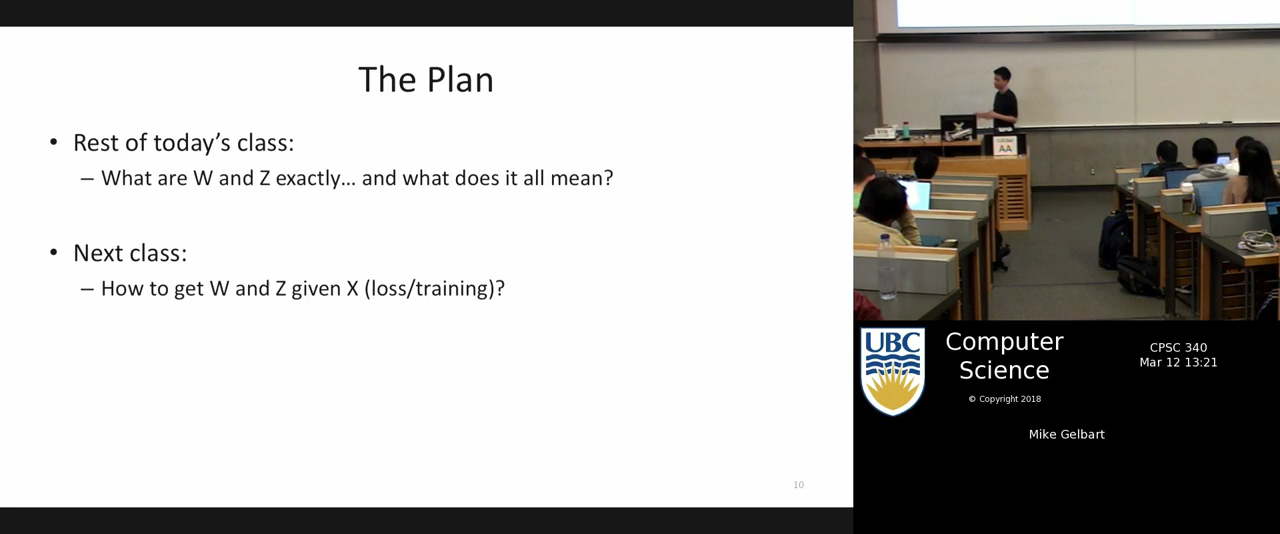 The Plan
• Rest of today's class:
– What are W and Z exactly… and what does it all mean?
• Next class:
– How to get W and Z given X (loss/training)?
10
AA
UBC
Computer
Science
© Copyright 2018
CPSC 340
Mar 12 13:21
Mike Gelbart